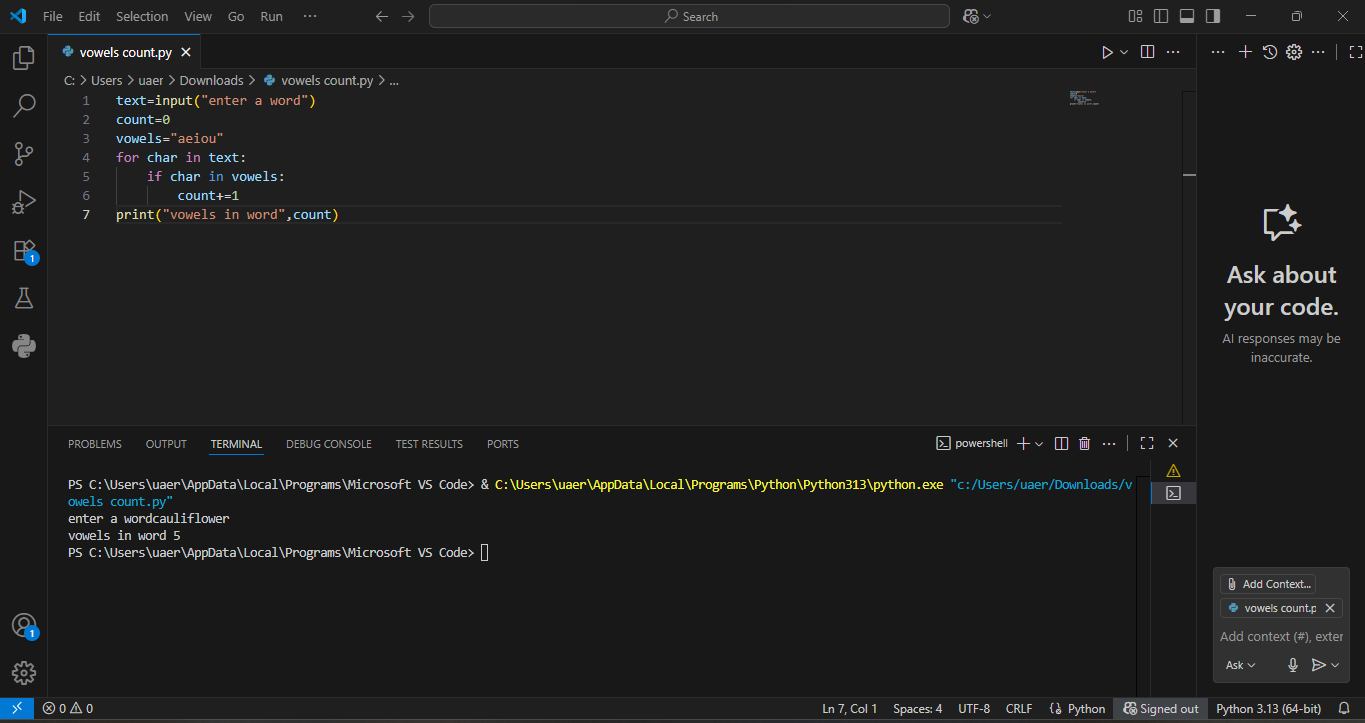 File Edit Selection View Go Run ··· Search
vowels count.py
C: > Users > uaer > Downloads > vowels count.py > ...
1 text=input("enter a word")
2 count=0
3 vowels="aeiou"
4 for char in text:
5 if char in vowels:
6 count+=1
7 print("vowels in word",count)
Ask about
your code.
AI responses may be
inaccurate.
PROBLEMS OUTPUT TERMINAL DEBUG CONSOLE TEST RESULTS PORTS powershell
PS C:\Users\uaer\AppData\Local\Programs\Microsoft VS Code> & C:\Users\uaer\AppData\Local\Programs\Python\Python313\python.exe "c:/Users/uaer/Downloads/v
owels count.py"
enter a wordcauliflower
vowels in word 5
PS C:\Users\uaer\AppData\Local\Programs\Microsoft VS Code>
1
1
Add Context...
vowels count.p
Add context (#), exter
Ask
0 0 Ln 7, Col 1 Spaces: 4 UTF-8 CRLF Python Signed out Python 3.13 (64-bit)